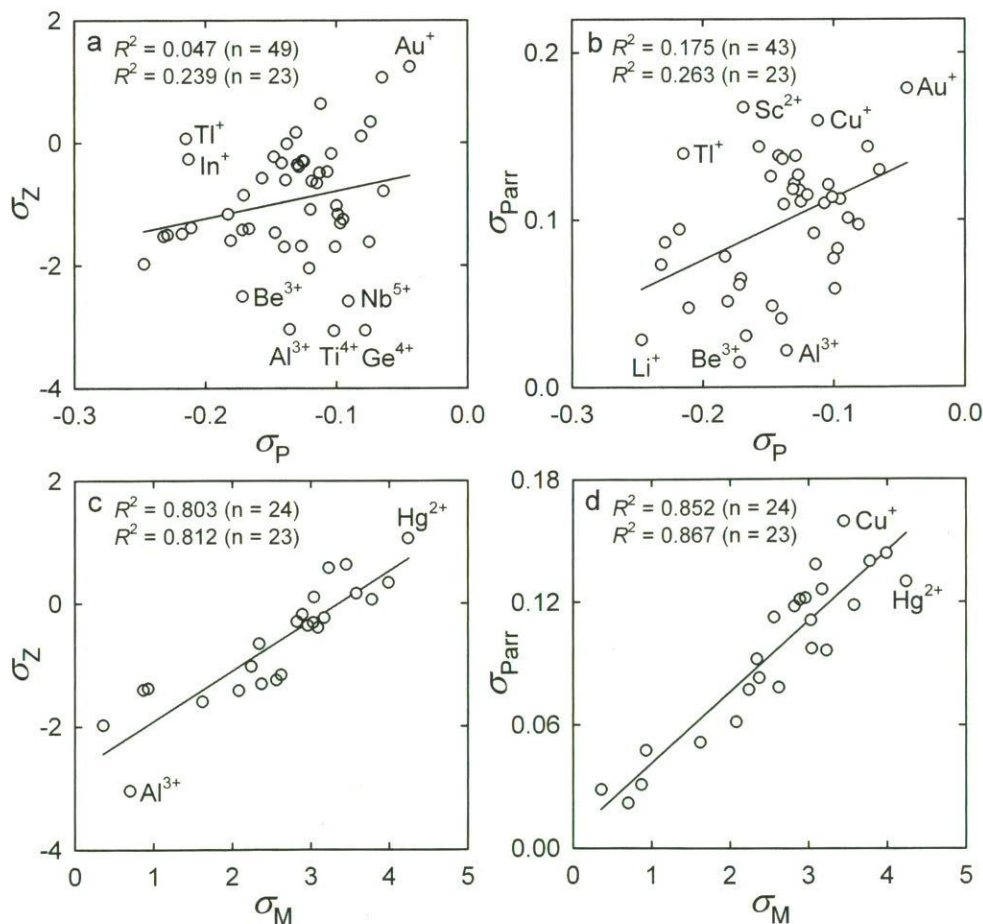 a
R² = 0.047 (n = 49)
R² = 0.239 (n = 23)
Au⁺
Tl⁺
In⁺
Be³⁺
Nb⁵⁺
Al³⁺ Ti⁴⁺ Ge⁴⁺
2
0
-2
-4
σZ
-0.3 -0.2 -0.1 0.0
σP
b
R² = 0.175 (n = 43)
R² = 0.263 (n = 23)
Au⁺
Sc²⁺
Cu⁺
Tl⁺
Li⁺
Be³⁺
Al³⁺
0.2
0.1
0.0
σParr
-0.3 -0.2 -0.1 0.0
σP
c
R² = 0.803 (n = 24)
R² = 0.812 (n = 23)
Hg²⁺
Al³⁺
2
0
-2
-4
σZ
0 1 2 3 4 5
σM
d
R² = 0.852 (n = 24)
R² = 0.867 (n = 23)
Cu⁺
Hg²⁺
0.18
0.12
0.06
0.00
σParr
0 1 2 3 4 5
σM